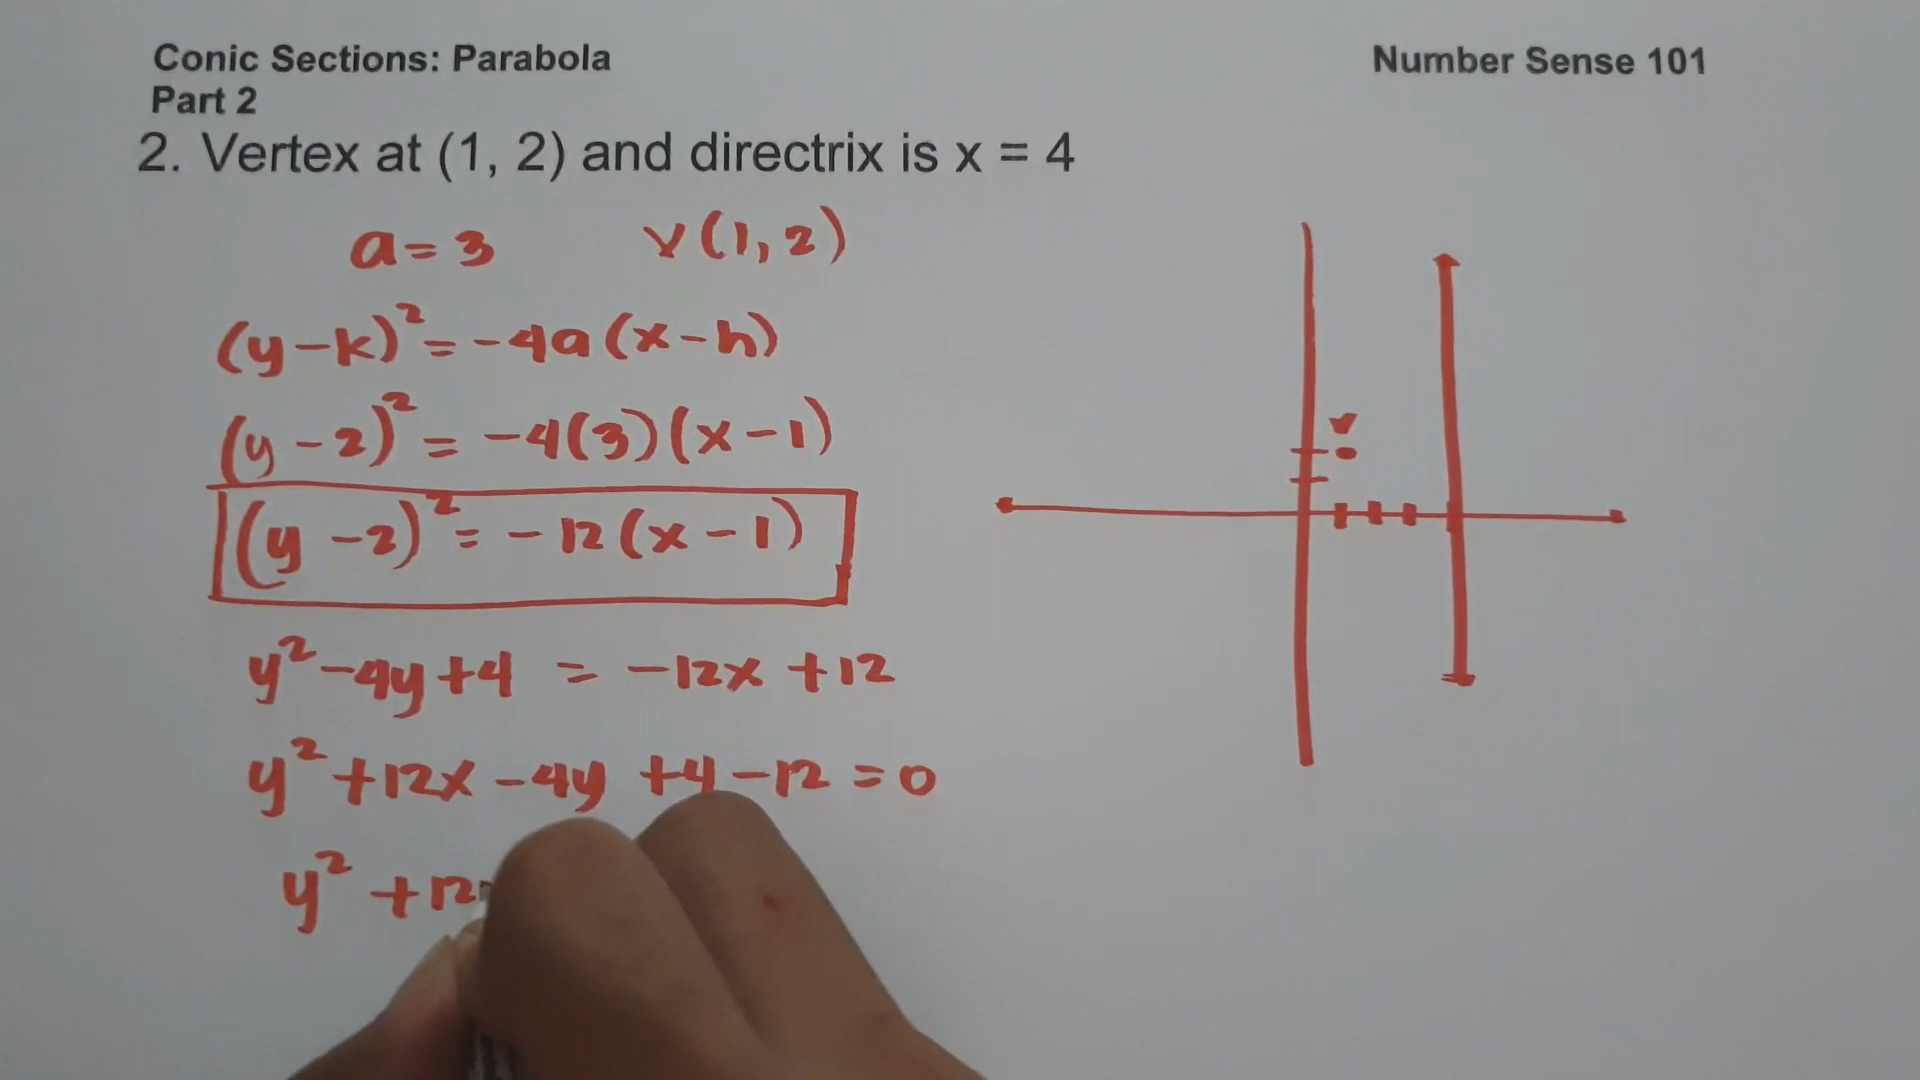 Conic Sections: Parabola
Number Sense 101
Part 2
2. Vertex at (1, 2) and directrix is x = 4
a = 3
V(1, 2)
(y - k)² = -4a(x - h)
(y - 2)² = -4(3)(x - 1)
(y - 2)² = -12(x - 1)
y² - 4y + 4 = -12x + 12
y² + 12x - 4y + 4 - 12 = 0
y² + 12
V